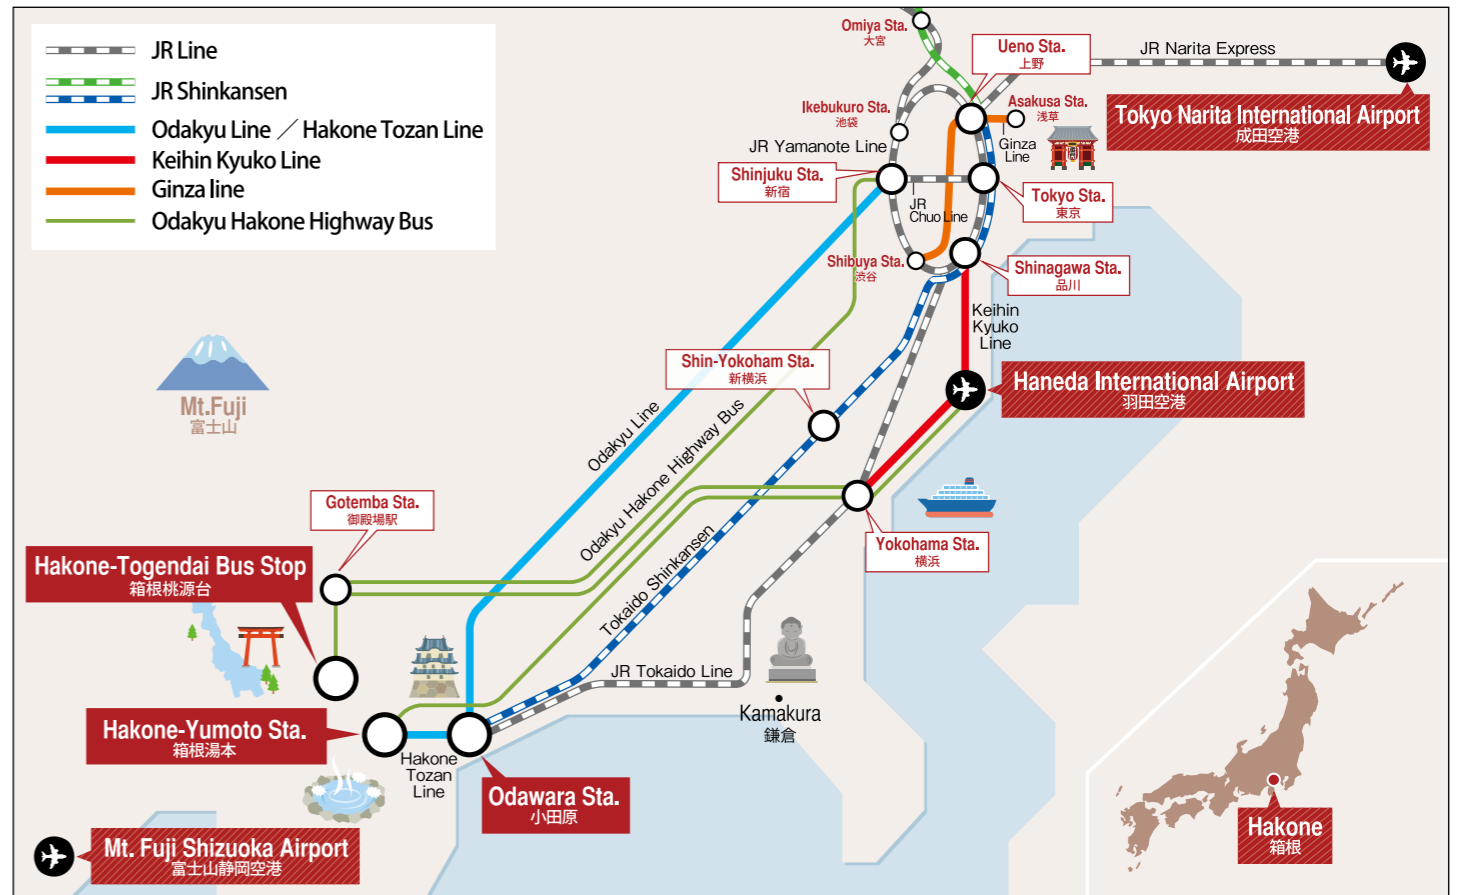 JR Line
JR Shinkansen
Odakyu Line ／ Hakone Tozan Line
Keihin Kyuko Line
Ginza line
Odakyu Hakone Highway Bus
Omiya Sta.
大宮
Ueno Sta.
上野
JR Narita Express
Tokyo Narita International Airport
成田空港
Ikebukuro Sta.
池袋
Asakusa Sta.
浅草
Ginza
Line
JR Yamanote Line
Shinjuku Sta.
新宿
JR
Chuo Line
Tokyo Sta.
東京
Shibuya Sta.
渋谷
Shinagawa Sta.
品川
Keihin
Kyuko
Line
Mt.Fuji
富士山
Shin-Yokoham Sta.
新横浜
Haneda International Airport
羽田空港
Odakyu Line
Odakyu Hakone Highway Bus
Gotemba Sta.
御殿場駅
Yokohama Sta.
横浜
Hakone-Togendai Bus Stop
箱根桃源台
Tokaido Shinkansen
JR Tokaido Line
Kamakura
鎌倉
Hakone-Yumoto Sta.
箱根湯本
Hakone
Tozan
Line
Odawara Sta.
小田原
Mt. Fuji Shizuoka Airport
富士山静岡空港
Hakone
箱根